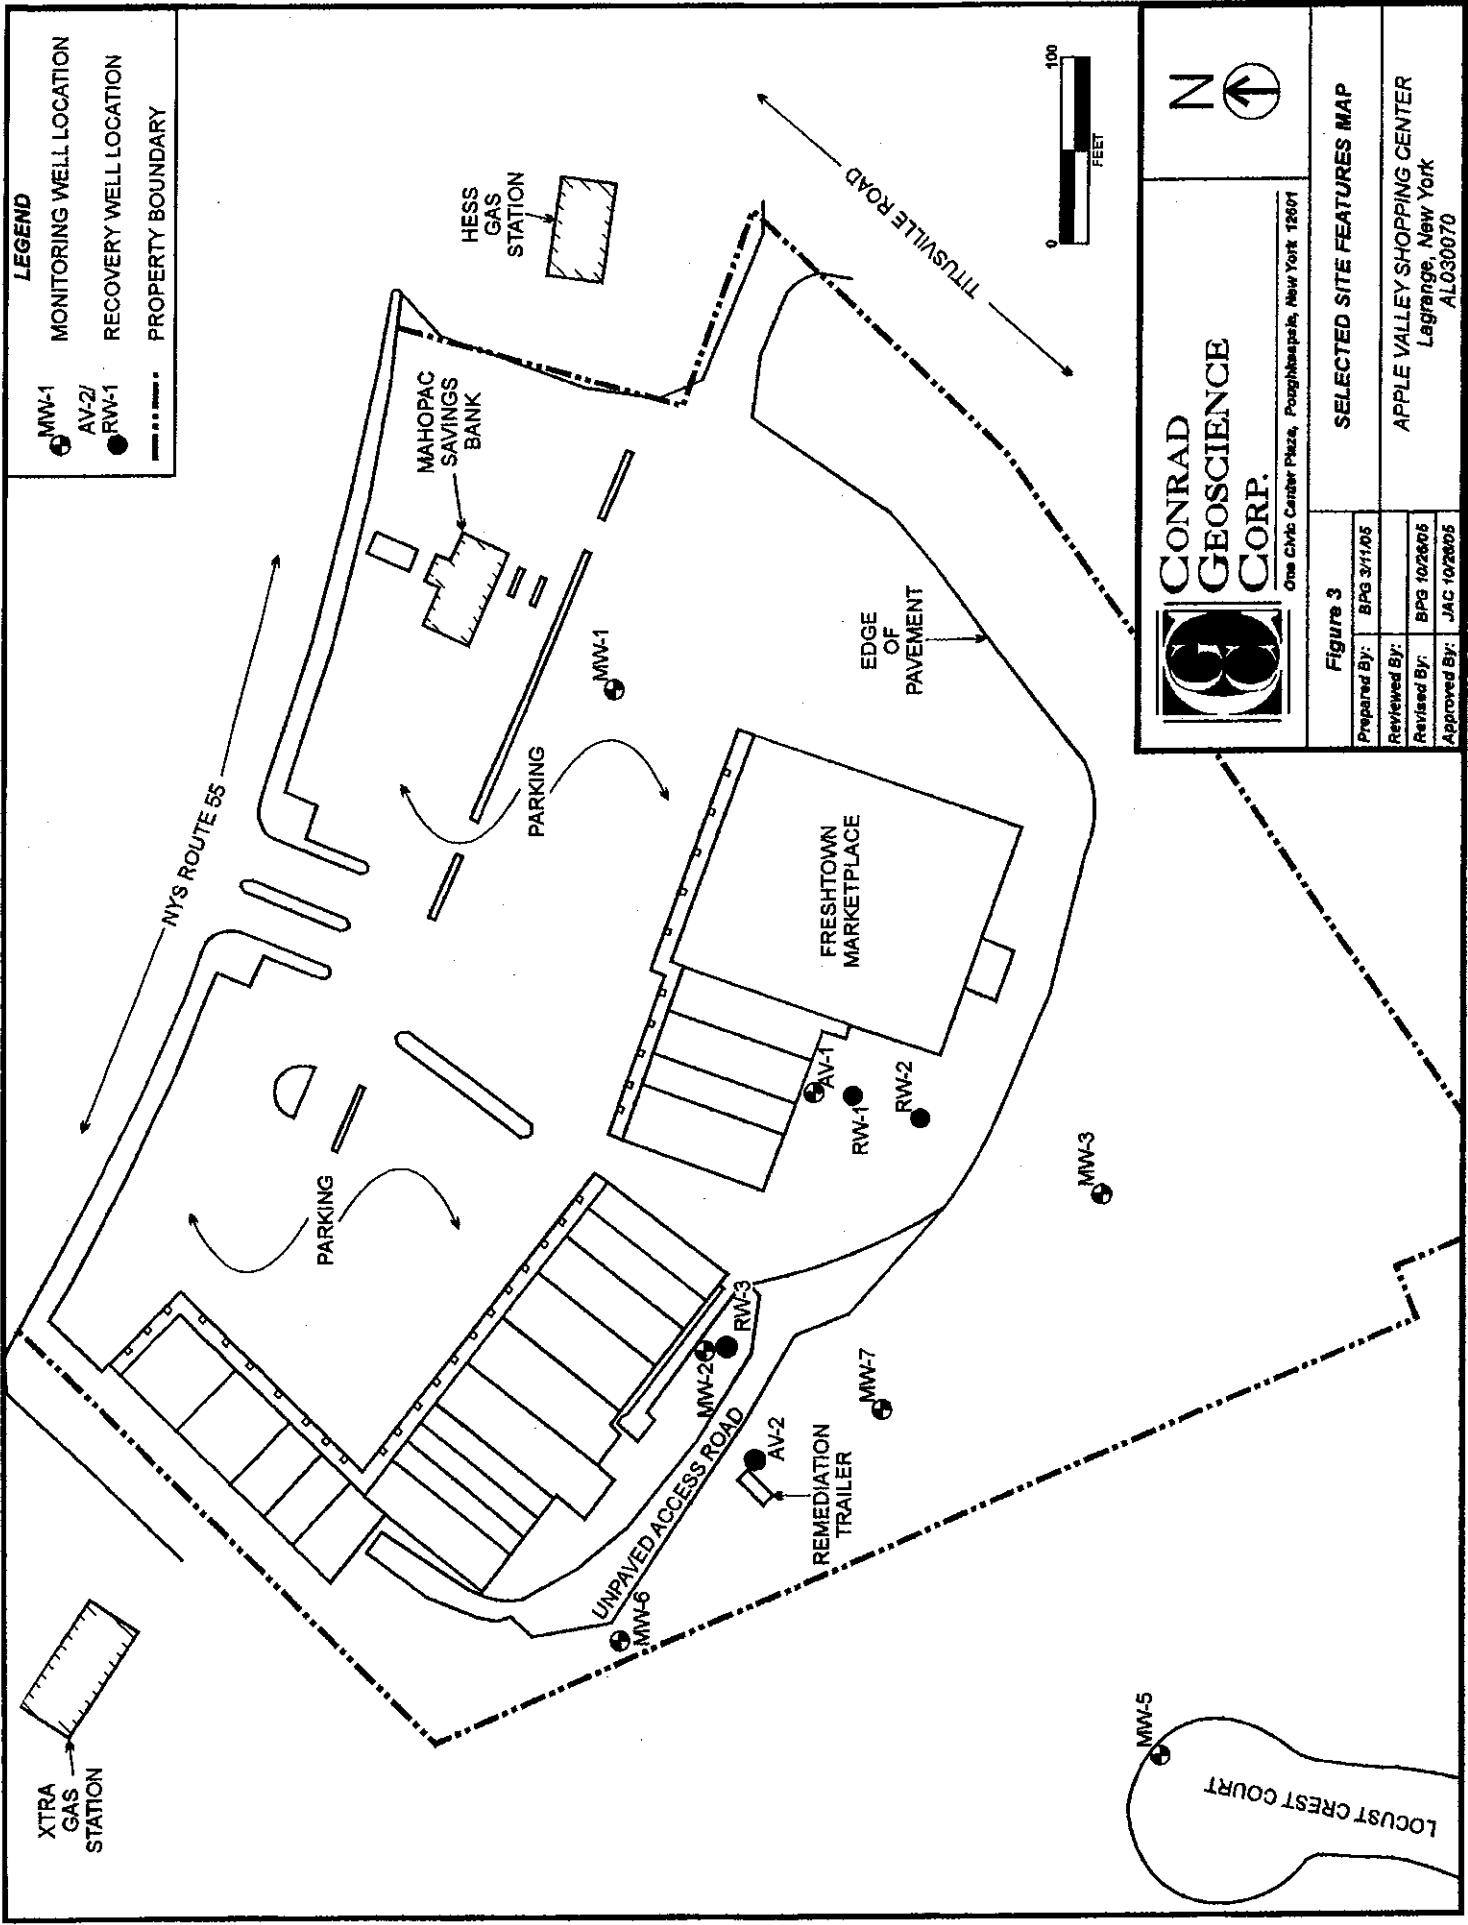 LEGEND
MW-1 MONITORING WELL LOCATION
AV-2/
RW-1 RECOVERY WELL LOCATION
PROPERTY BOUNDARY
XTRA
GAS
STATION
NYS ROUTE 55
PARKING
MAHOPAC
SAVINGS
BANK
HESS
GAS
STATION
PARKING
MW-1
TITUSVILLE ROAD
0
100
FEET
EDGE
OF
PAVEMENT
FRESHTOWN
MARKETPLACE
AV-1
RW-1
RW-2
MW-3
RW-3
MW-2
MW-7
AV-2
UNPAVED ACCESS ROAD
REMEDIATION
TRAILER
MW-6
MW-5
LOCUST CREST COURT
CONRAD
GEOSCIENCE
CORP.
One Civic Center Plaza, Poughkeepsie, New York 12601
N
Figure 3
SELECTED SITE FEATURES MAP
Prepared By: BPG 3/11/05
Reviewed By:
Revised By: BPG 10/26/05
Approved By: JAC 10/26/05
APPLE VALLEY SHOPPING CENTER
Lagrange, New York
AL030070